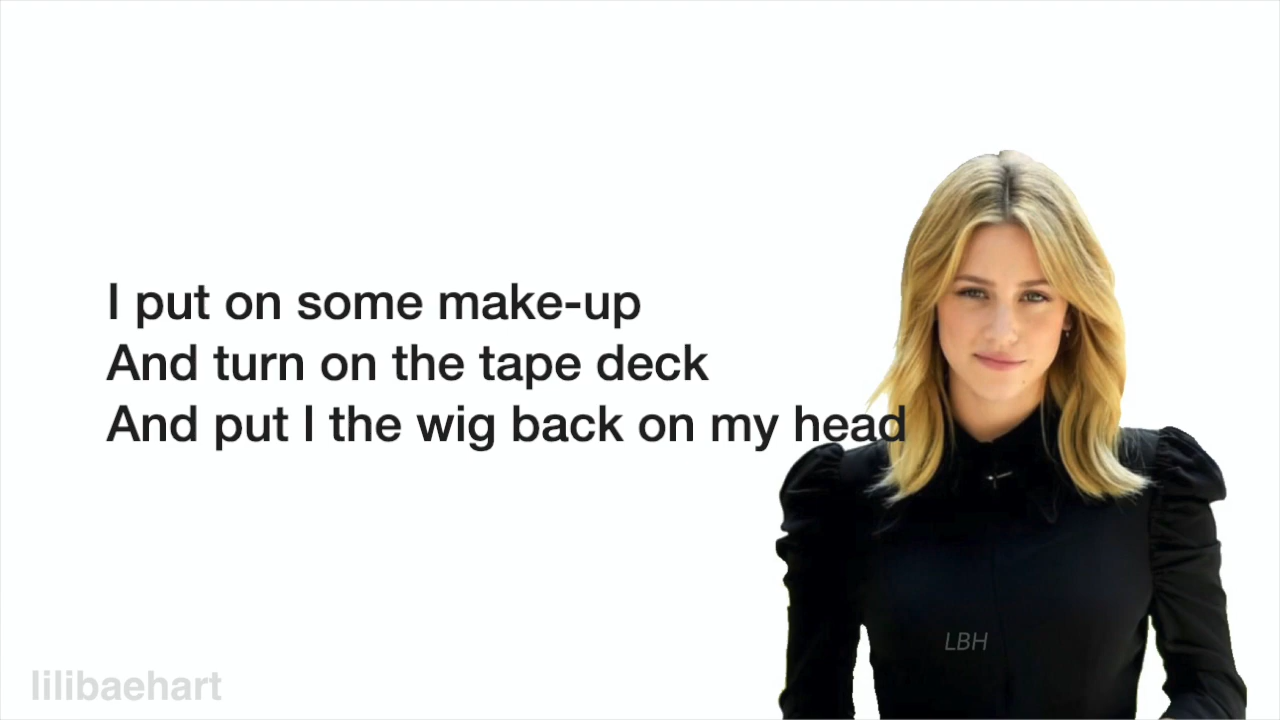 I put on some make-up
And turn on the tape deck
And put I the wig back on my head
LBH
lilibaehart